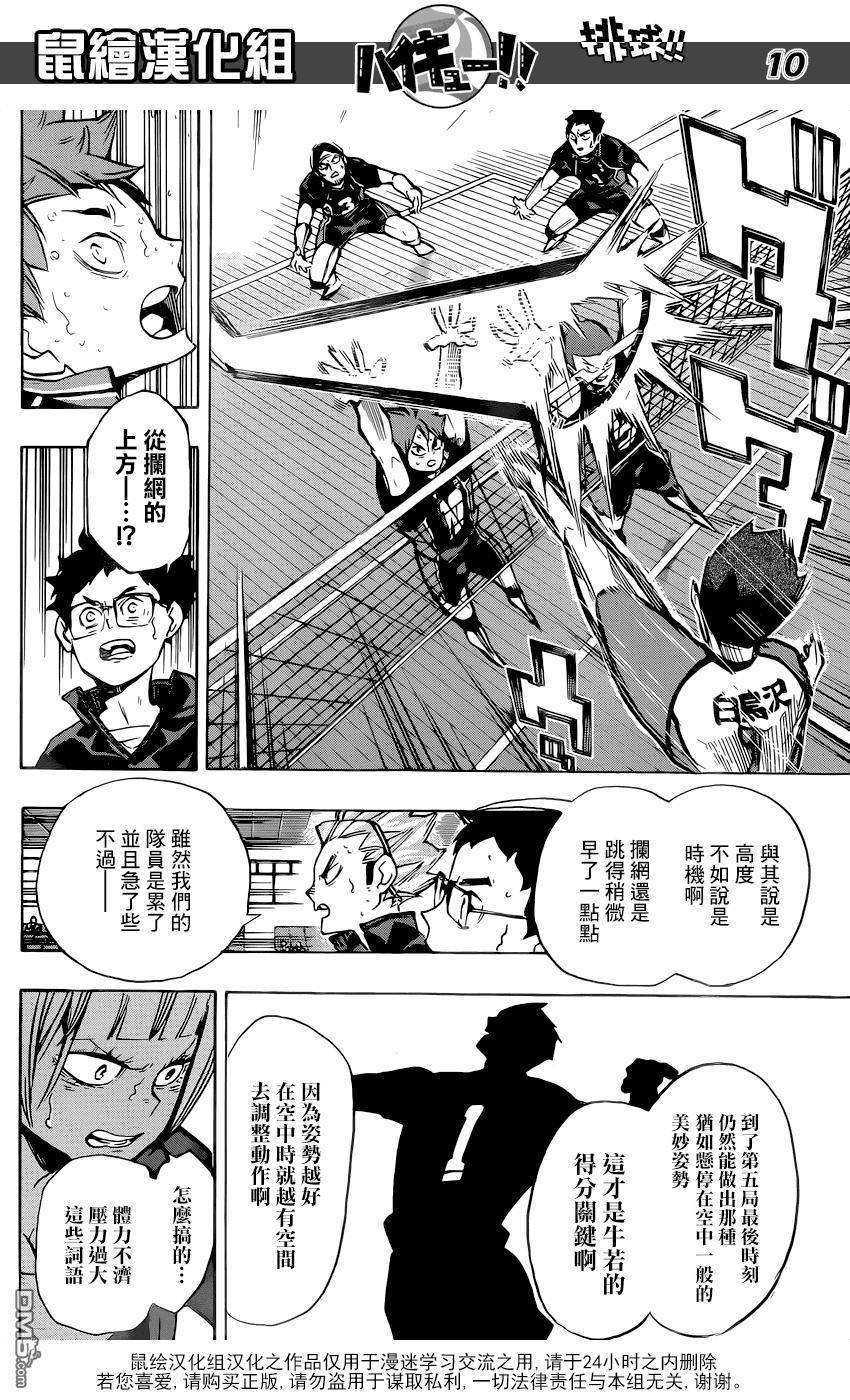 鼠繪漢化組
ハイキュー!!
排球!!
10
ドドッ
3
1
白鳥沢
從攔網的
上方——…!?
與其說是
高度
不如說是
時機啊
攔網還是
跳得稍微
早了一點點
雖然我們的
隊員是累了
並且急了些
不過——
到了第五局最後時刻
仍然能做出那種
猶如懸停在空中一般的
美妙姿勢
這才是牛若的
得分關鍵啊
1
因為姿勢越好
在空中時就越有空間
去調整動作啊
怎麼搞的…
體力不濟
壓力過大
這些詞語
DM5.com
鼠绘汉化组汉化之作品仅用于漫迷学习交流之用, 请于24小时之内删除
若您喜爱, 请购买正版, 请勿盗用于谋取私利, 一切法律责任与本组无关, 谢谢。